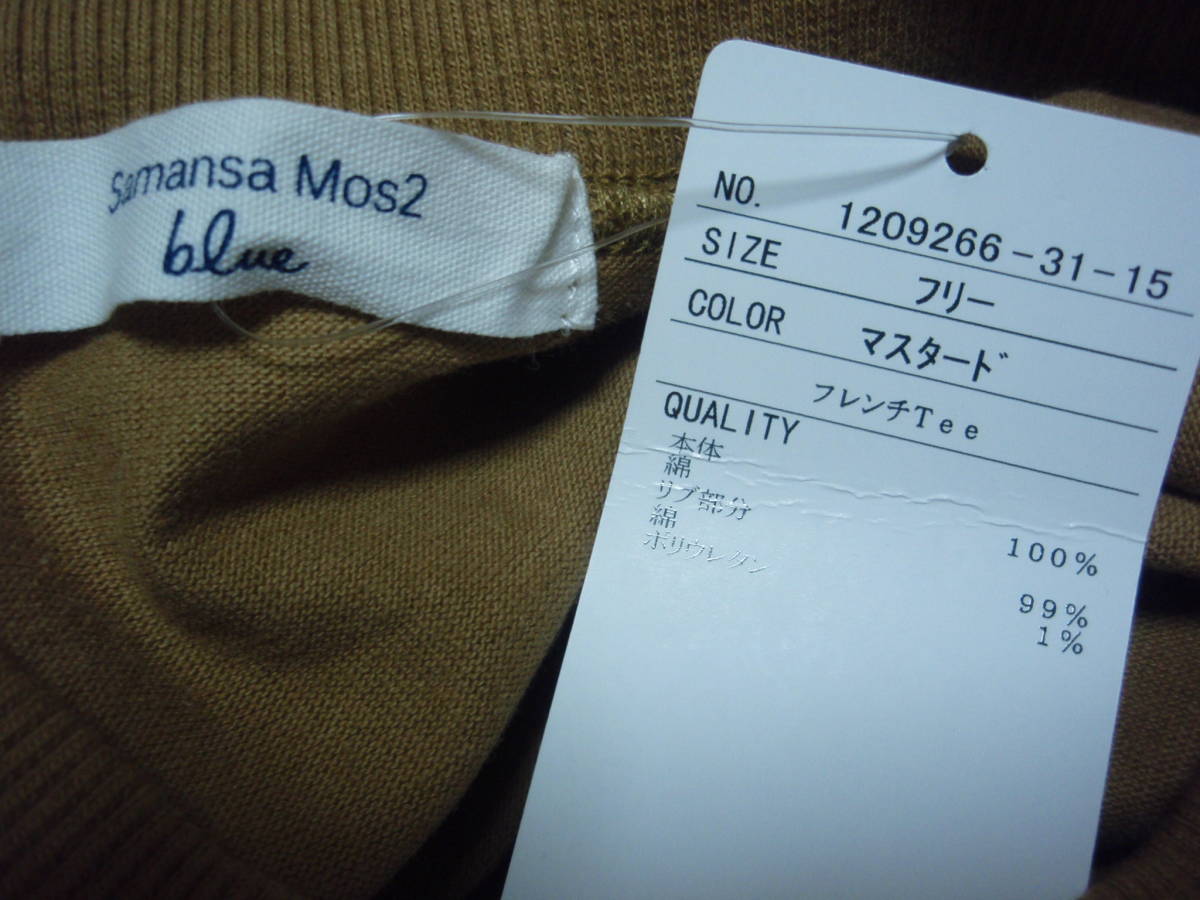 Samansa Mos2
blue
NO. 1209266-31-15
SIZE フリー
COLOR マスタード
フレンチTee
QUALITY
本体
綿 100%
リブ部分
綿 99%
ポリウレタン 1%